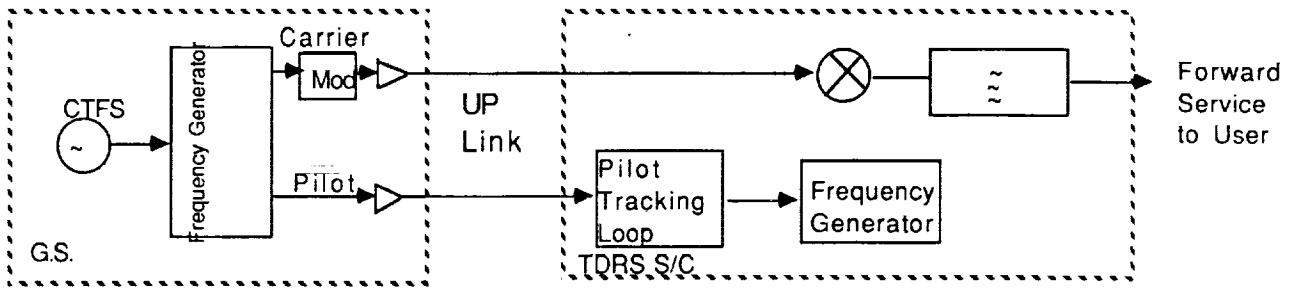 CTFS
~
Frequency Generator
Carrier
Mod
Pilot
G.S.
UP
Link
Pilot
Tracking
Loop
Frequency
Generator
TDRS S/C
~
~
~
Forward
Service
to User